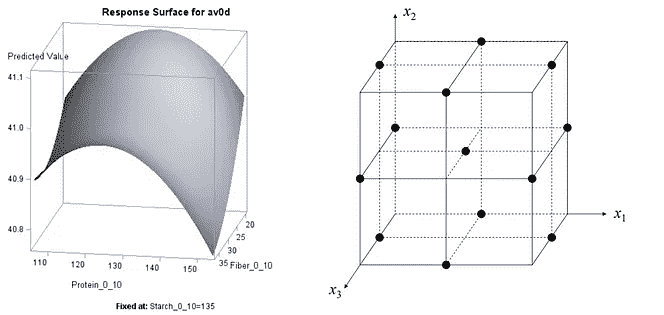 Response Surface for av0d
Predicted Value
41.1
41.0
40.9
40.8
110 120 130 140 150
20
25
30
35
Protein_0_10
Fiber_0_10
Fixed at: Starch_0_10=135
x2
x1
x3